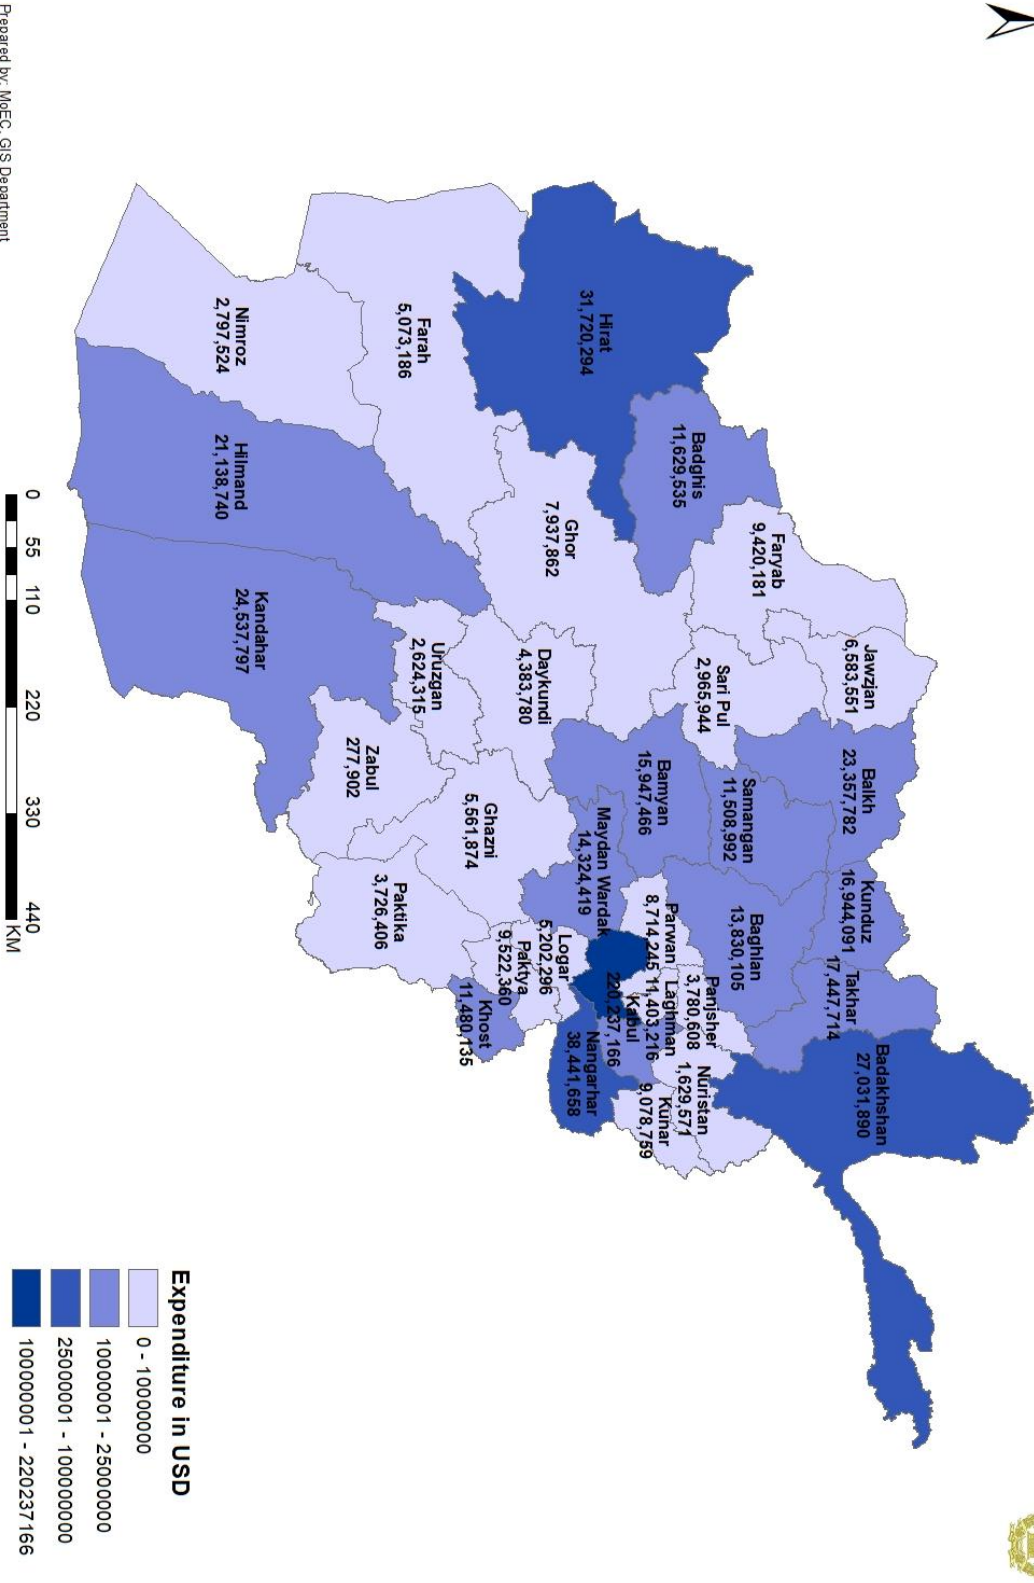 Hirat
31,720,294
Badghis
11,629,535
Faryab
9,420,181
Jawzjan
6,583,551
Sari Pul
2,965,944
Balkh
23,357,782
Samangan
11,508,992
Kunduz
16,944,091
Takhar
17,447,714
Badakhshan
27,031,890
Baghlan
13,830,105
Bamyan
15,947,466
Ghor
7,937,862
Daykundi
4,383,780
Maydan Wardak
14,324,419
Parwan
8,714,245
Panjsher
3,780,608
Laghman
11,403,216
Kabul
220,237,166
Nuristan
1,629,571
Kunar
9,078,759
Nangarhar
38,441,658
Logar
5,202,296
Paktya
9,522,360
Khost
11,480,135
Farah
5,073,186
Uruzgan
2,624,315
Ghazni
5,561,874
Zabul
277,902
Paktika
3,726,406
Nimroz
2,797,524
Hilmand
21,138,740
Kandahar
24,537,797
0 55 110 220 330 440
KM
Expenditure in USD
0 - 10000000
10000001 - 25000000
25000001 - 100000000
100000001 - 220237166
Prepared by: MoEC, GIS Department